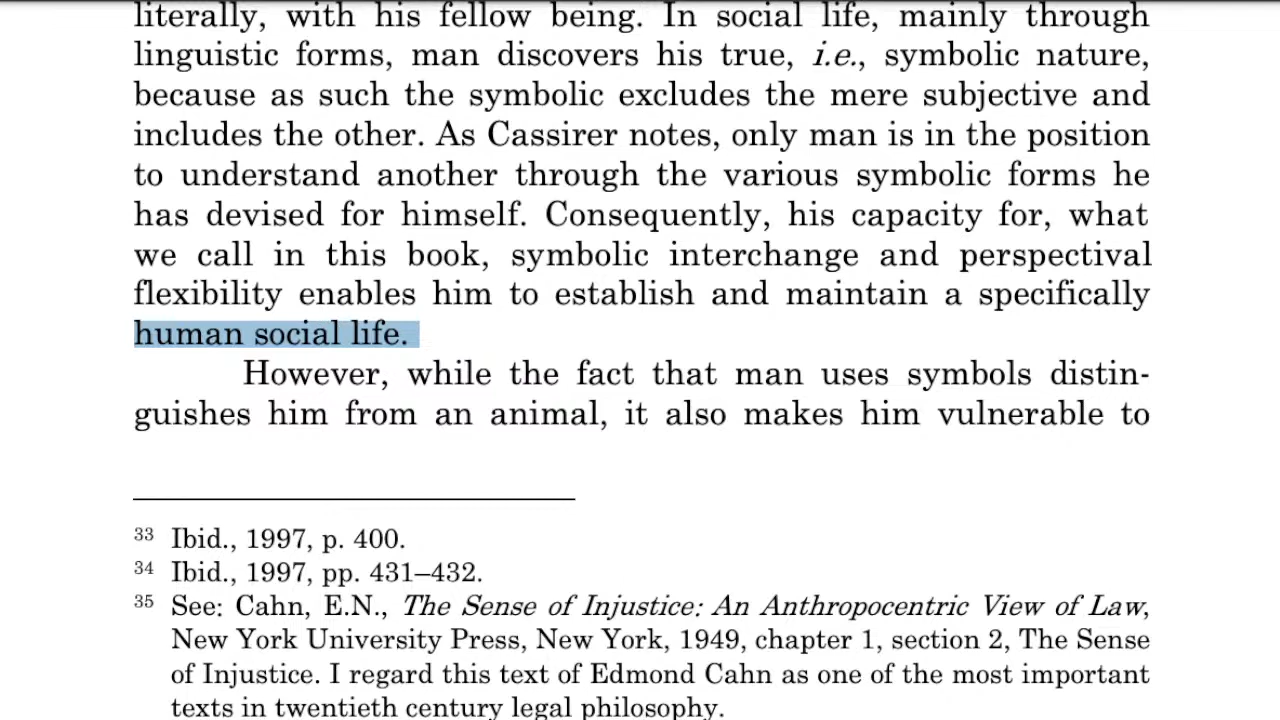 literally, with his fellow being. In social life, mainly through
linguistic forms, man discovers his true, i.e., symbolic nature,
because as such the symbolic excludes the mere subjective and
includes the other. As Cassirer notes, only man is in the position
to understand another through the various symbolic forms he
has devised for himself. Consequently, his capacity for, what
we call in this book, symbolic interchange and perspectival
flexibility enables him to establish and maintain a specifically
human social life.
However, while the fact that man uses symbols distin-
guishes him from an animal, it also makes him vulnerable to
33 Ibid., 1997, p. 400.
34 Ibid., 1997, pp. 431–432.
35 See: Cahn, E.N., The Sense of Injustice: An Anthropocentric View of Law,
New York University Press, New York, 1949, chapter 1, section 2, The Sense
of Injustice. I regard this text of Edmond Cahn as one of the most important
texts in twentieth century legal philosophy.